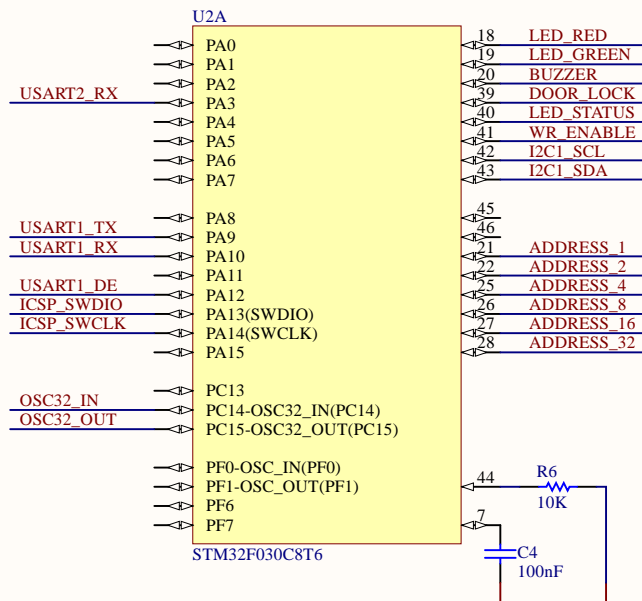 U2A
PA0 18 LED_RED
PA1 19 LED_GREEN
PA2 20 BUZZER
USART2_RX PA3 39 DOOR_LOCK
PA4 40 LED_STATUS
PA5 41 WR_ENABLE
PA6 42 I2C1_SCL
PA7 43 I2C1_SDA
PA8 45
USART1_TX PA9 46
USART1_RX PA10 21 ADDRESS_1
PA11 22 ADDRESS_2
USART1_DE PA12 25 ADDRESS_4
ICSP_SWDIO PA13(SWDIO) 26 ADDRESS_8
ICSP_SWCLK PA14(SWCLK) 27 ADDRESS_16
PA15 28 ADDRESS_32
PC13
OSC32_IN PC14-OSC32_IN(PC14)
OSC32_OUT PC15-OSC32_OUT(PC15)
PF0-OSC_IN(PF0)
PF1-OSC_OUT(PF1) 44 R6
PF6 10K
PF7 7
STM32F030C8T6 C4
100nF